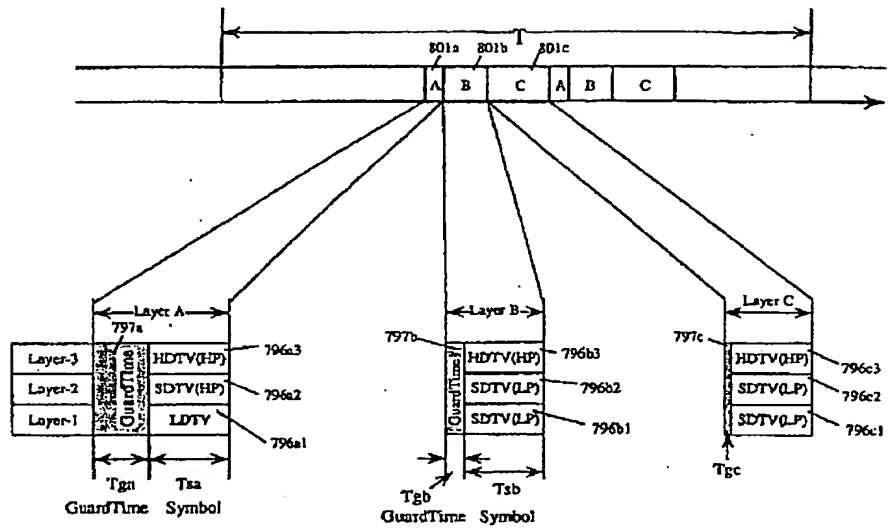 T
801a 801b 801c
A B C A B C
Layer A Layer B Layer C
797a 797b 797c
Layer-3 GuardTime HDTV(HP) 796a3 GuardTime HDTV(HP) 796b3 HDTV(HP) 796c3
Layer-2 SDTV(HP) 796a2 SDTV(LP) 796b2 SDTV(LP) 796c2
Layer-1 LDTV 796a1 SDTV(LP) 796b1 SDTV(LP) 796c1
Tga Tsa Tgb Tsb Tgc
GuardTime Symbol GuardTime Symbol